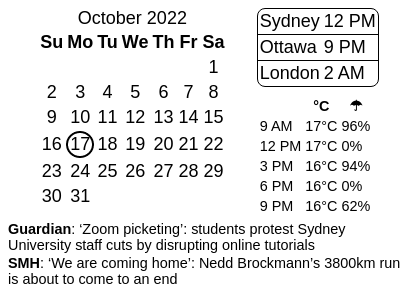 October 2022
Su Mo Tu We Th Fr Sa
1
2 3 4 5 6 7 8
9 10 11 12 13 14 15
16 17 18 19 20 21 22
23 24 25 26 27 28 29
30 31
Sydney 12 PM
Ottawa 9 PM
London 2 AM
°C ☂
9 AM 17°C 96%
12 PM 17°C 0%
3 PM 16°C 94%
6 PM 16°C 0%
9 PM 16°C 62%
Guardian: ‘Zoom picketing’: students protest Sydney
University staff cuts by disrupting online tutorials
SMH: ‘We are coming home’: Nedd Brockmann’s 3800km run
is about to come to an end